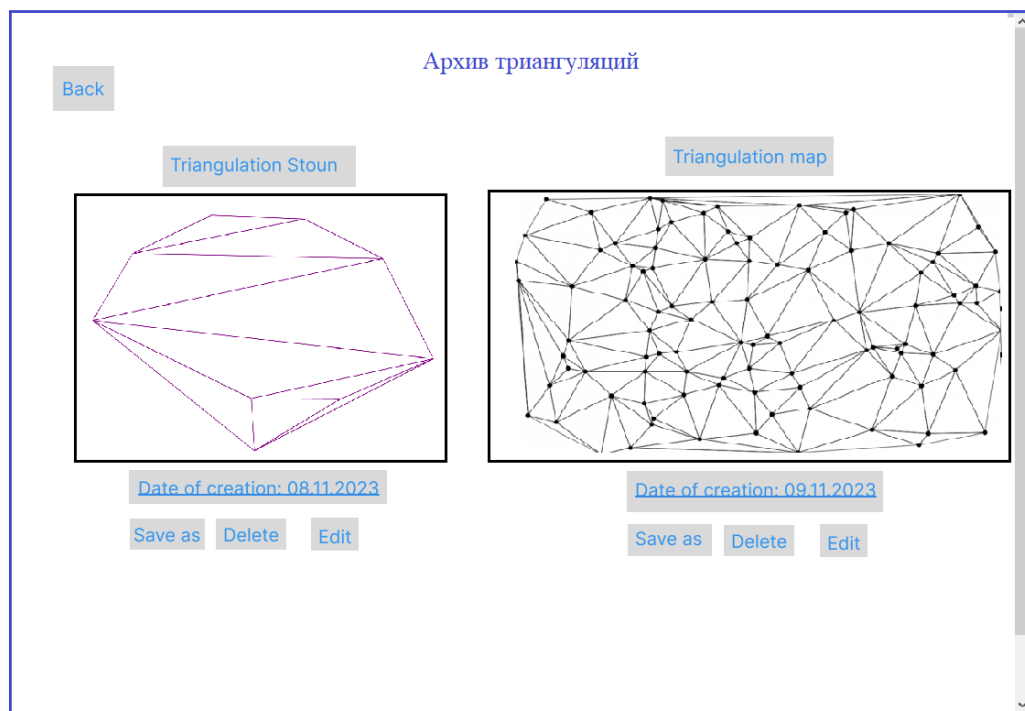 Архив триангуляций
Back
Triangulation Stoun
Triangulation map
Date of creation: 08.11.2023
Date of creation: 09.11.2023
Save as Delete Edit
Save as Delete Edit